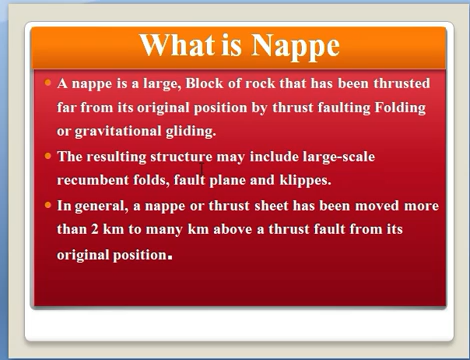 What is Nappe
A nappe is a large, Block of rock that has been thrusted
far from its original position by thrust faulting Folding
or gravitational gliding.
The resulting structure may include large-scale
recumbent folds, fault plane and klippes.
In general, a nappe or thrust sheet has been moved more
than 2 km to many km above a thrust fault from its
original position.